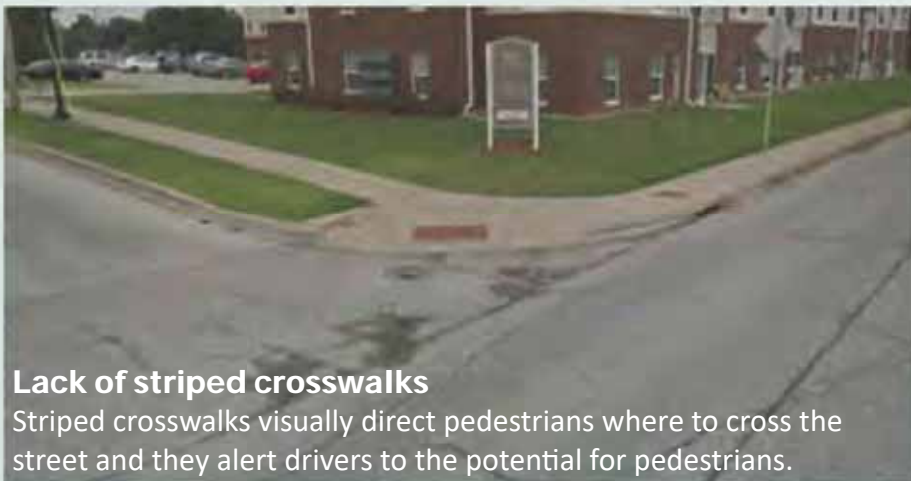 Lack of striped crosswalks
Striped crosswalks visually direct pedestrians where to cross the
street and they alert drivers to the potential for pedestrians.